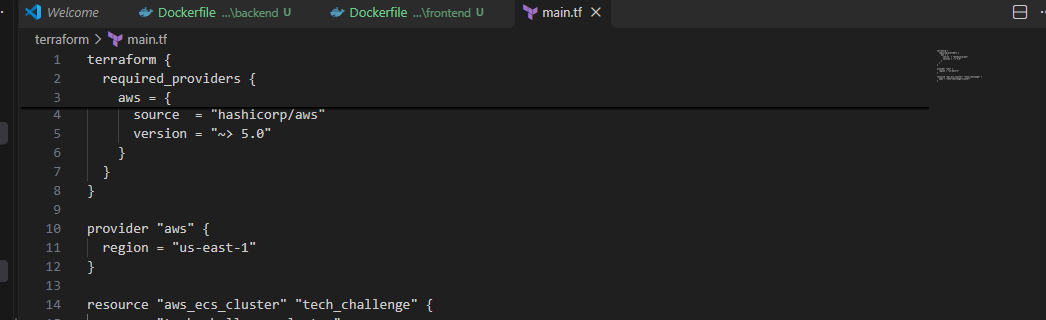 Welcome   Dockerfile ...\backend U   Dockerfile ...\frontend U   main.tf
terraform > main.tf
1 terraform {
2   required_providers {
3     aws = {
4       source  = "hashicorp/aws"
5       version = "~> 5.0"
6     }
7   }
8 }
9
10 provider "aws" {
11   region = "us-east-1"
12 }
13
14 resource "aws_ecs_cluster" "tech_challenge" {